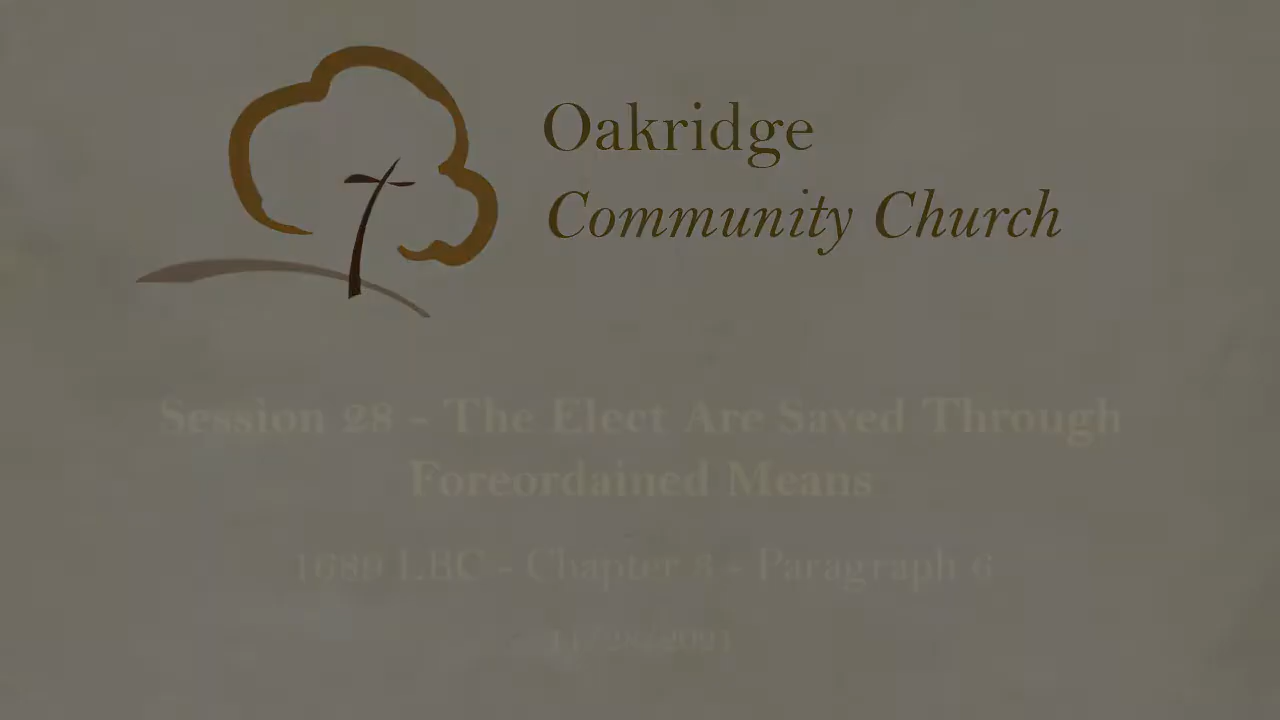 Oakridge
Community Church
Session 28 - The Elect Are Saved Through
Foreordained Means
1689 LBC - Chapter 3 - Paragraph 6